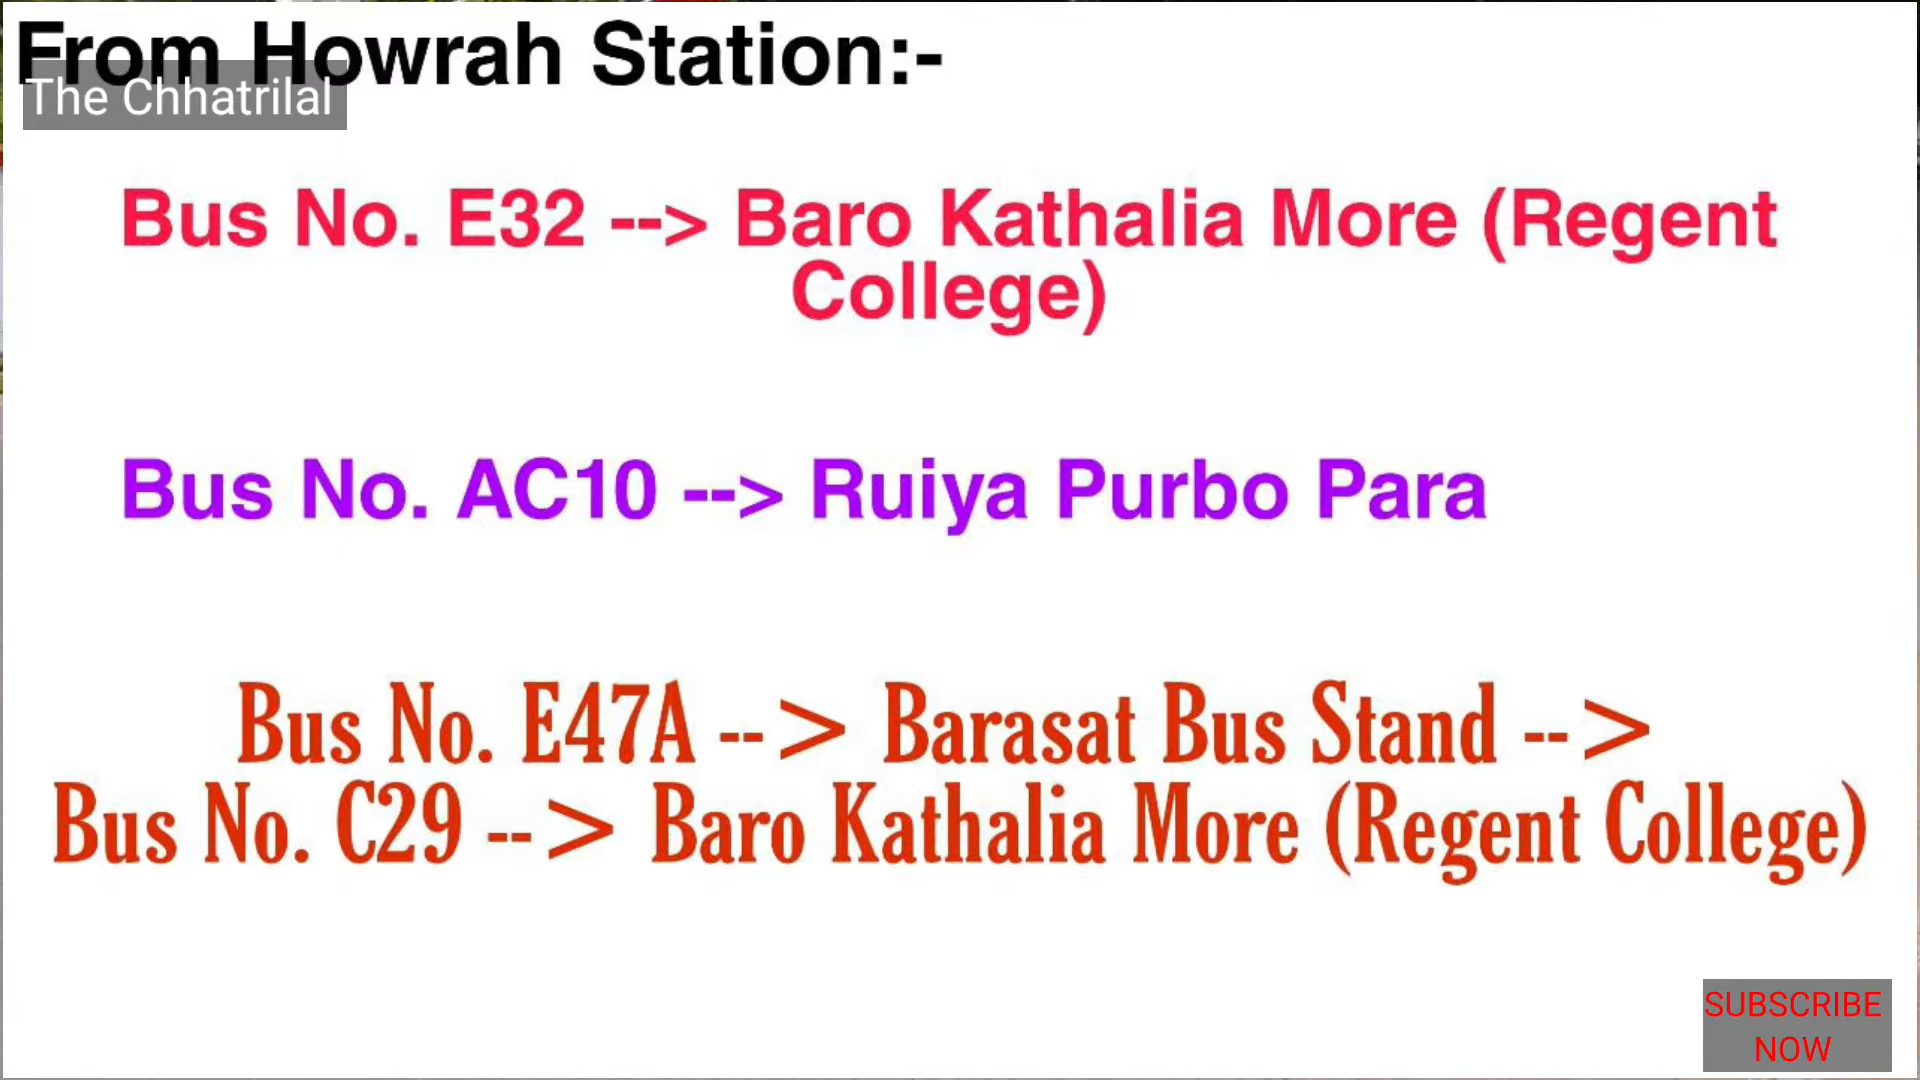 From Howrah Station:-
The Chhatrilal
Bus No. E32 --> Baro Kathalia More (Regent
College)
Bus No. AC10 --> Ruiya Purbo Para
Bus No. E47A --> Barasat Bus Stand -->
Bus No. C29 --> Baro Kathalia More (Regent College)
SUBSCRIBE
NOW